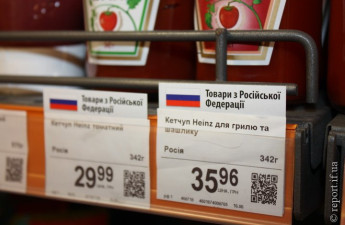 Товари з Російської
Федерації
Кетчуп Heinz томатний
Росія
342г
29 99
Товари з Російської
Федерації
Кетчуп Heinz для грилю та
шашлику
Росія
342г
35 96
© report.if.ua